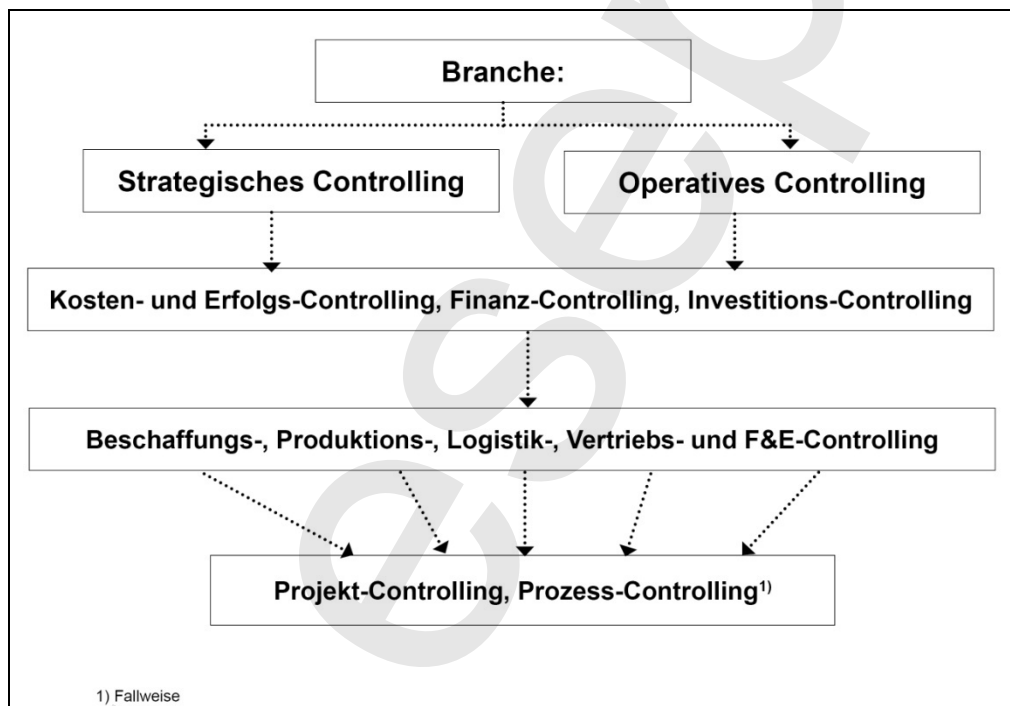 Branche:
Strategisches Controlling
Operatives Controlling
Kosten- und Erfolgs-Controlling, Finanz-Controlling, Investitions-Controlling
Beschaffungs-, Produktions-, Logistik-, Vertriebs- und F&E-Controlling
Projekt-Controlling, Prozess-Controlling¹⁾
1) Fallweise
esep